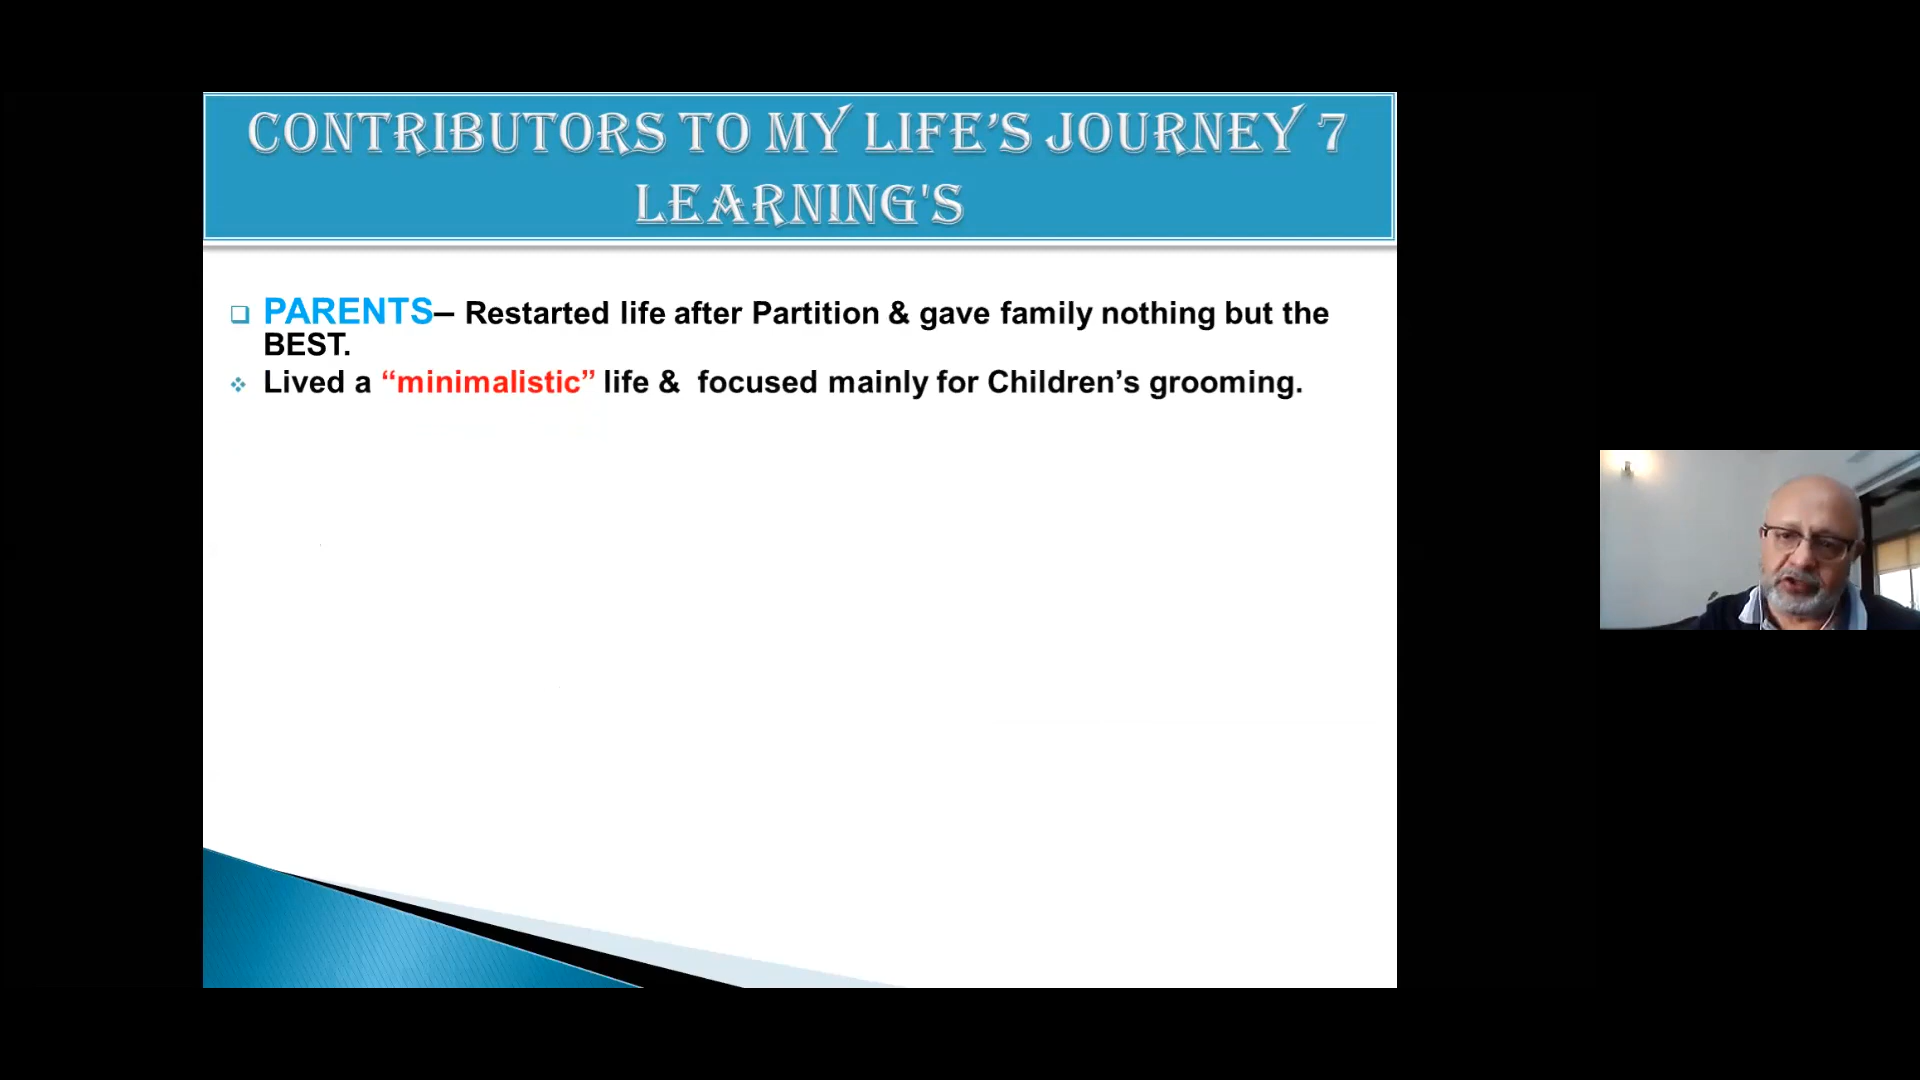 CONTRIBUTORS TO MY LIFE’S JOURNEY 7
LEARNING'S
PARENTS– Restarted life after Partition & gave family nothing but the
BEST.
Lived a “minimalistic” life & focused mainly for Children’s grooming.